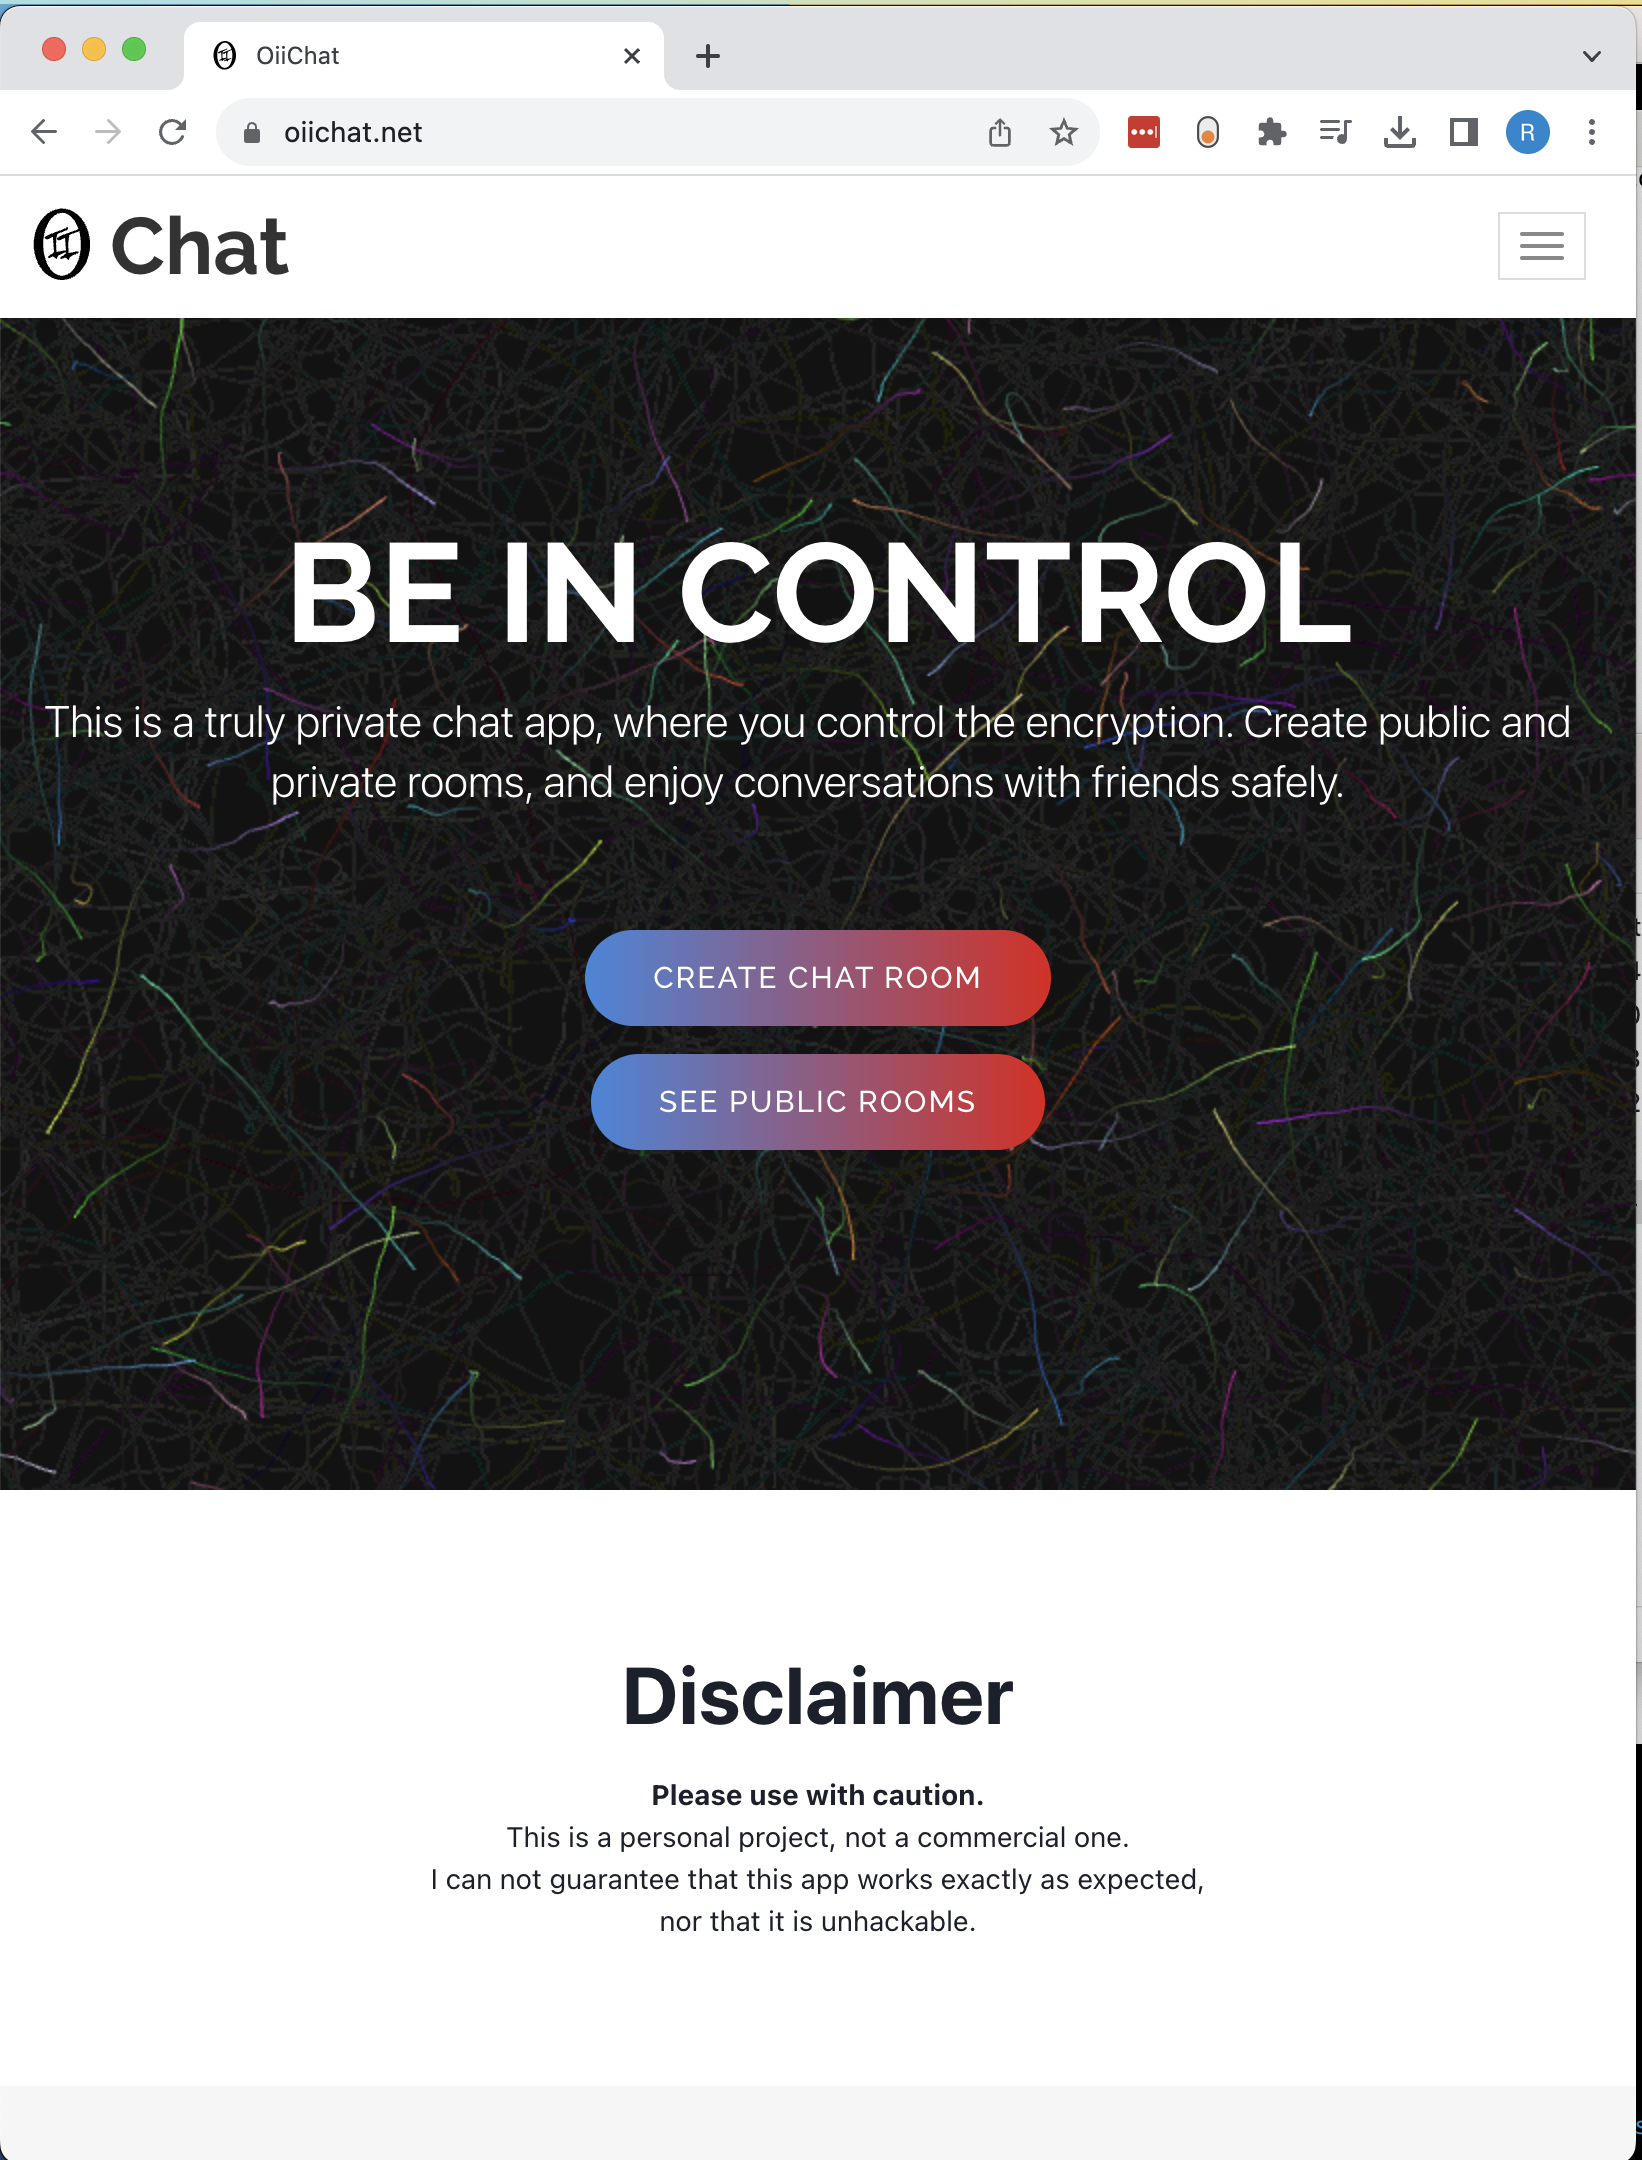 OiiChat
oiichat.net
R
Chat
BE IN CONTROL
This is a truly private chat app, where you control the encryption. Create public and
private rooms, and enjoy conversations with friends safely.
CREATE CHAT ROOM
SEE PUBLIC ROOMS
Disclaimer
Please use with caution.
This is a personal project, not a commercial one.
I can not guarantee that this app works exactly as expected,
nor that it is unhackable.